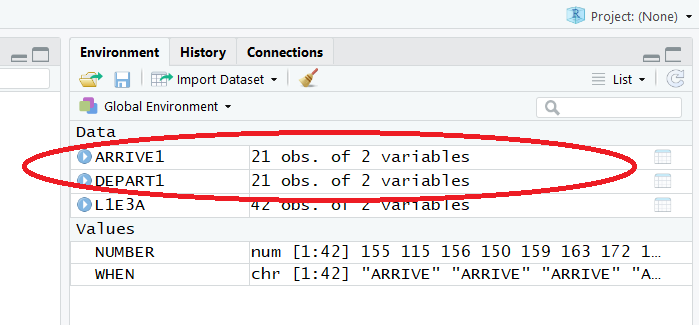 Project: (None)
Environment History Connections
Import Dataset List
Global Environment
Data
ARRIVE1 21 obs. of 2 variables
DEPART1 21 obs. of 2 variables
L1E3A 42 obs. of 2 variables
Values
NUMBER num [1:42] 155 115 156 150 159 163 172 1…
WHEN chr [1:42] "ARRIVE" "ARRIVE" "ARRIVE" "A…